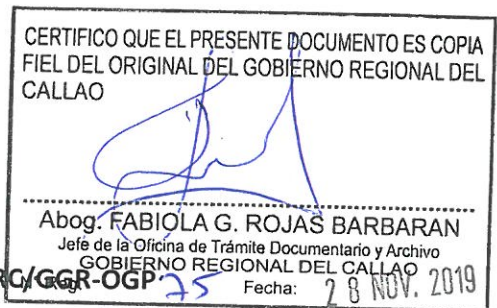 CERTIFICO QUE EL PRESENTE DOCUMENTO ES COPIA
FIEL DEL ORIGINAL DEL GOBIERNO REGIONAL DEL
CALLAO
Abog. FABIOLA G. ROJAS BARBARAN
Jefe de la Oficina de Trámite Documentario y Archivo
GOBIERNO REGIONAL DEL CALLAO
RC/GGR-OGP 75 Fecha: 28 NOV. 2019